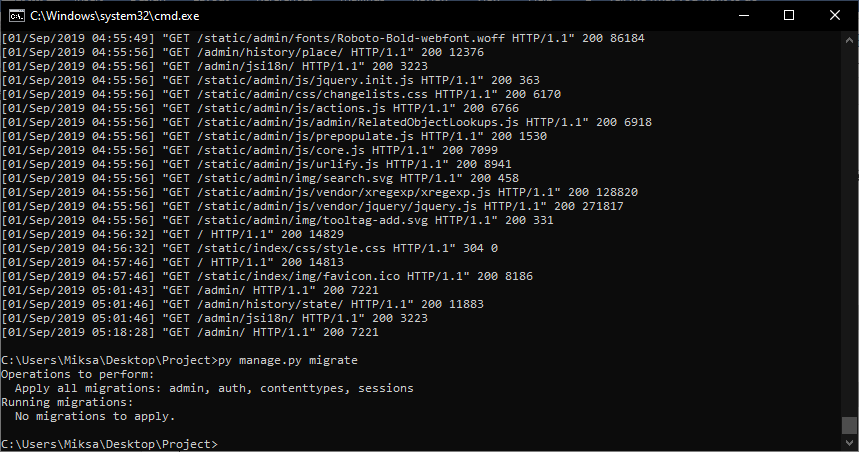 C:\Windows\system32\cmd.exe
[01/Sep/2019 04:55:49] "GET /static/admin/fonts/Roboto-Bold-webfont.woff HTTP/1.1" 200 86184
[01/Sep/2019 04:55:56] "GET /admin/history/place/ HTTP/1.1" 200 12376
[01/Sep/2019 04:55:56] "GET /admin/jsi18n/ HTTP/1.1" 200 3223
[01/Sep/2019 04:55:56] "GET /static/admin/js/jquery.init.js HTTP/1.1" 200 363
[01/Sep/2019 04:55:56] "GET /static/admin/css/changelists.css HTTP/1.1" 200 6170
[01/Sep/2019 04:55:56] "GET /static/admin/js/actions.js HTTP/1.1" 200 6766
[01/Sep/2019 04:55:56] "GET /static/admin/js/admin/RelatedObjectLookups.js HTTP/1.1" 200 6918
[01/Sep/2019 04:55:56] "GET /static/admin/js/prepopulate.js HTTP/1.1" 200 1530
[01/Sep/2019 04:55:56] "GET /static/admin/js/core.js HTTP/1.1" 200 7099
[01/Sep/2019 04:55:56] "GET /static/admin/js/urlify.js HTTP/1.1" 200 8941
[01/Sep/2019 04:55:56] "GET /static/admin/img/search.svg HTTP/1.1" 200 458
[01/Sep/2019 04:55:56] "GET /static/admin/js/vendor/xregexp/xregexp.js HTTP/1.1" 200 128820
[01/Sep/2019 04:55:56] "GET /static/admin/js/vendor/jquery/jquery.js HTTP/1.1" 200 271817
[01/Sep/2019 04:55:56] "GET /static/admin/img/tooltag-add.svg HTTP/1.1" 200 331
[01/Sep/2019 04:56:32] "GET / HTTP/1.1" 200 14829
[01/Sep/2019 04:56:32] "GET /static/index/css/style.css HTTP/1.1" 304 0
[01/Sep/2019 04:57:46] "GET / HTTP/1.1" 200 14813
[01/Sep/2019 04:57:46] "GET /static/index/img/favicon.ico HTTP/1.1" 200 8186
[01/Sep/2019 05:01:43] "GET /admin/ HTTP/1.1" 200 7221
[01/Sep/2019 05:01:46] "GET /admin/history/state/ HTTP/1.1" 200 11883
[01/Sep/2019 05:01:46] "GET /admin/jsi18n/ HTTP/1.1" 200 3223
[01/Sep/2019 05:18:28] "GET /admin/ HTTP/1.1" 200 7221
C:\Users\Miksa\Desktop\Project>py manage.py migrate
Operations to perform:
  Apply all migrations: admin, auth, contenttypes, sessions
Running migrations:
  No migrations to apply.
C:\Users\Miksa\Desktop\Project>